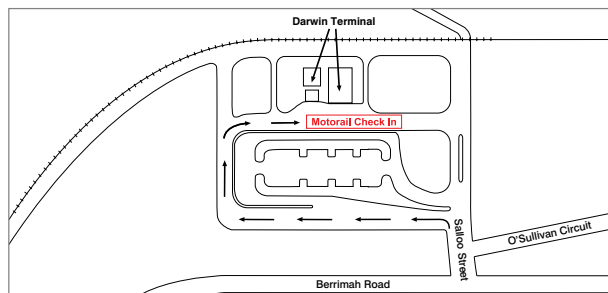 Darwin Terminal
Motorail Check In
Salloo Street
O'Sullivan Circuit
Berrimah Road